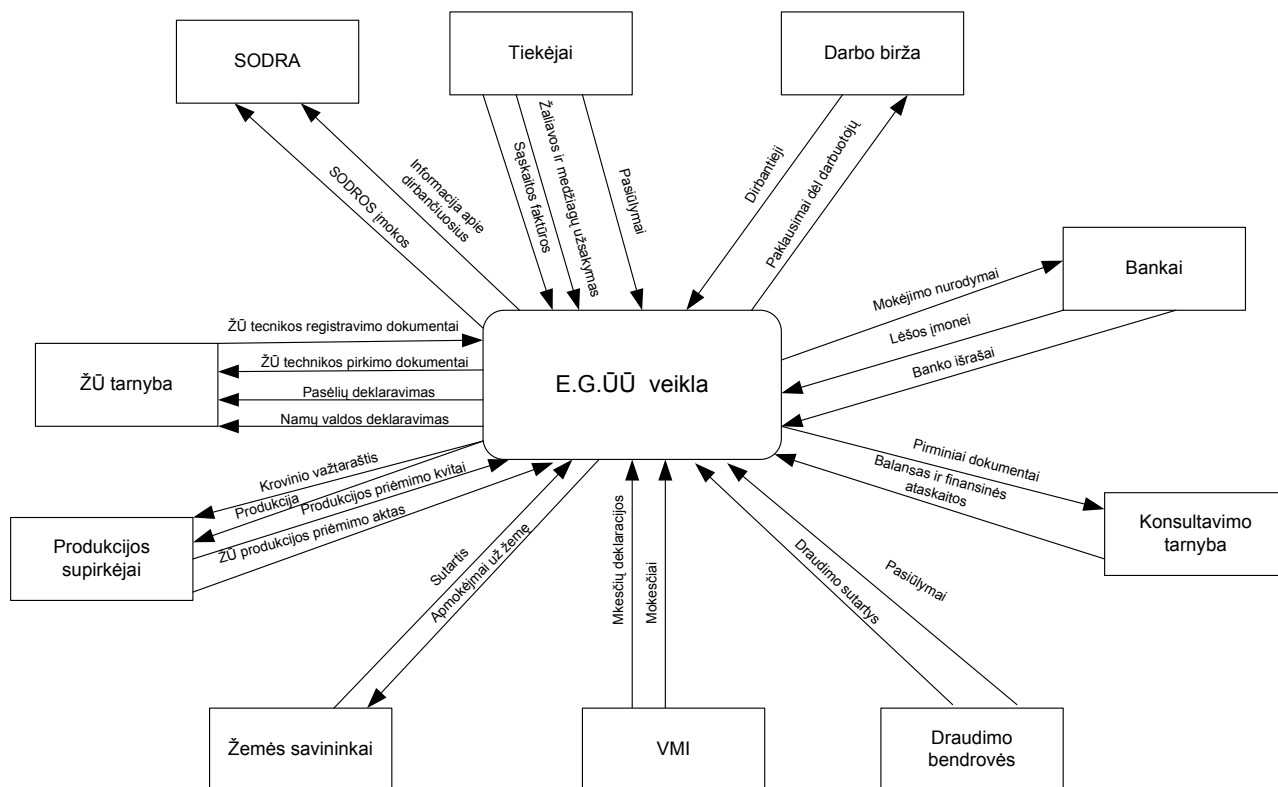 SODRA
Tiekėjai
Darbo birža
SODROS įmokos
Informacija apie
dirbančiuosius
Sąskaitos faktūros
Žaliavos ir medžiagų užsakymas
Pasiūlymai
Dirbantieji
Paklausimai dėl darbuotojų
Bankai
Mokėjimo nurodymai
Lėšos įmonei
Banko išrašai
ŽŪ tarnyba
ŽŪ tecnikos registravimo dokumentai
ŽŪ technikos pirkimo dokumentai
Pasėlių deklaravimas
Namų valdos deklaravimas
E.G.ŪŪ veikla
Krovinio važtaraštis
Produkcija
Produkcijos priėmimo kvitai
ŽŪ produkcijos priėmimo aktas
Produkcijos
supirkėjai
Pirminiai dokumentai
Balansas ir finansinės
ataskaitos
Konsultavimo
tarnyba
Sutartis
Apmokėjmai už žemę
Mkesčių deklaracijos
Mokesčiai
Draudimo sutartys
Pasiūlymai
Žemės savininkai
VMI
Draudimo
bendrovės